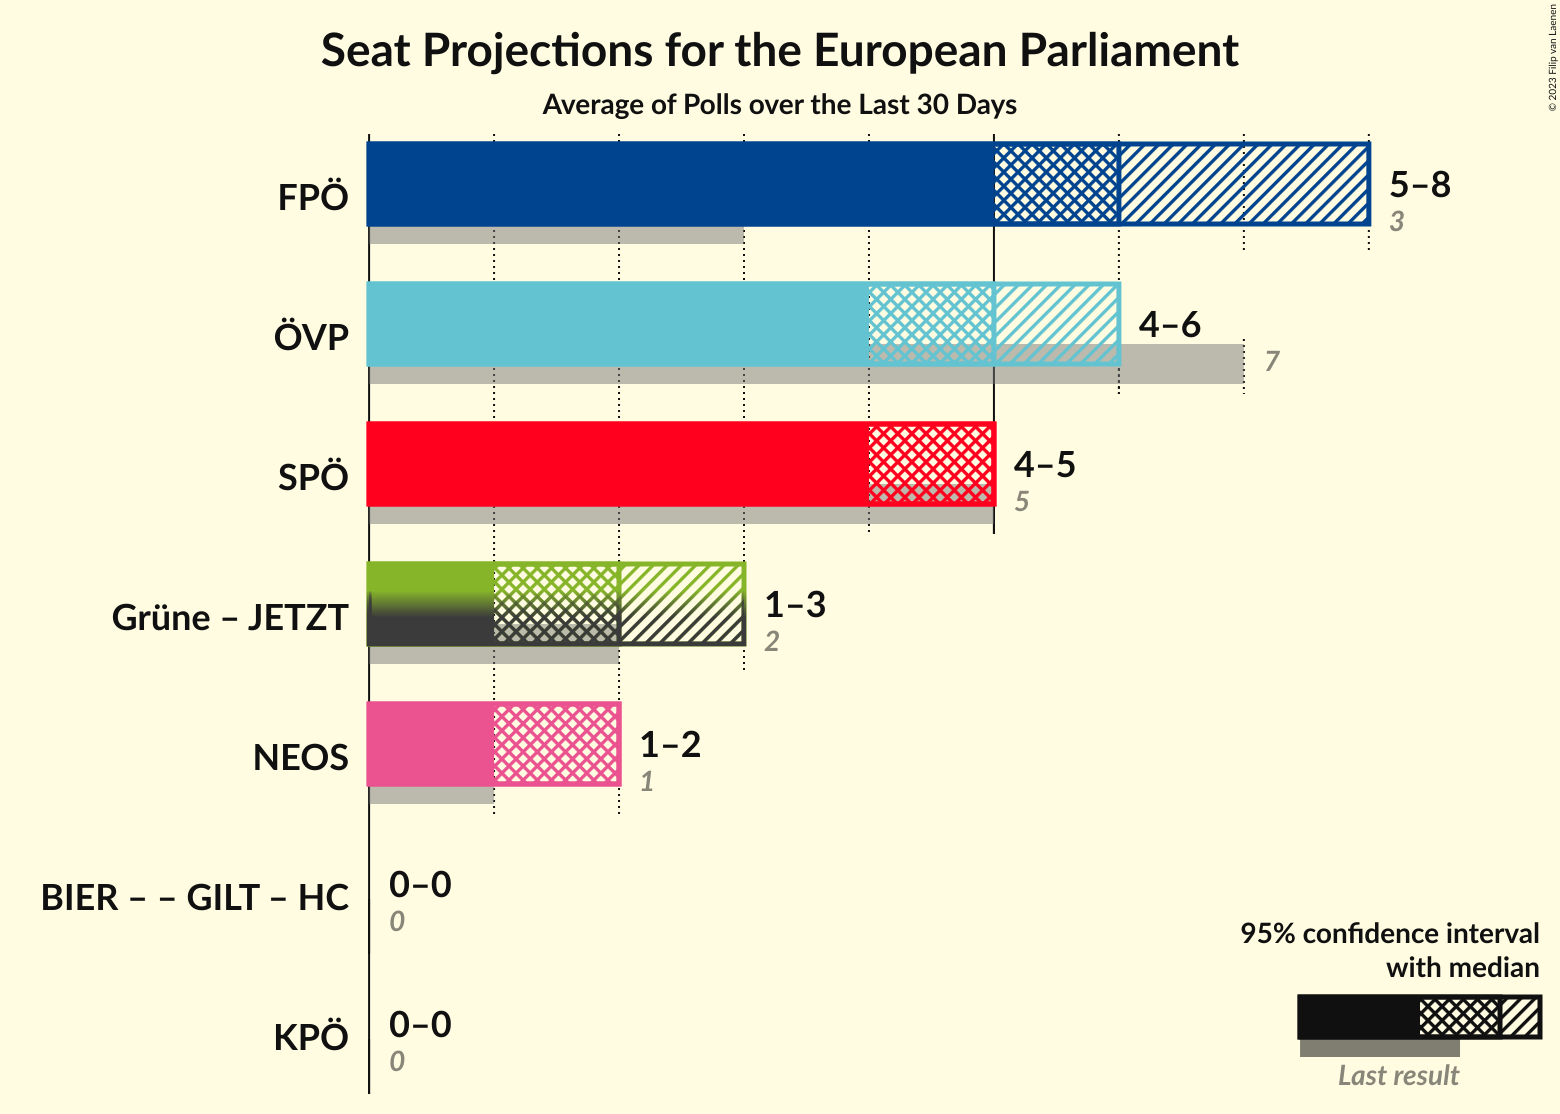 Seat Projections for the European Parliament
Average of Polls over the Last 30 Days
© 2023 Filip van Laenen
FPÖ
5–8
3
ÖVP
4–6
7
SPÖ
4–5
5
Grüne – JETZT
1–3
2
NEOS
1–2
1
BIER – – GILT – HC
0–0
0
KPÖ
0–0
0
95% confidence interval
with median
Last result